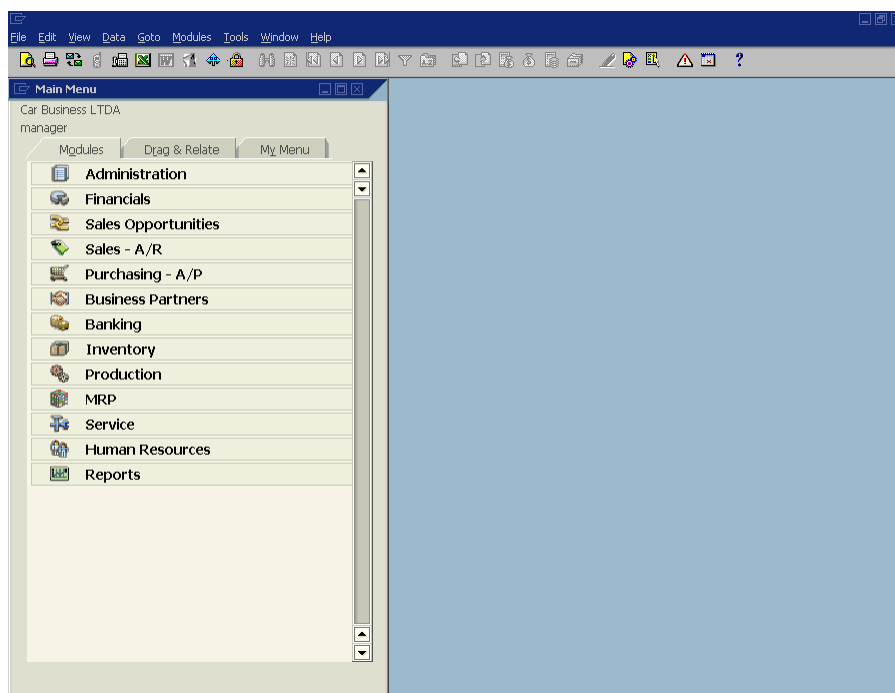 File Edit View Data Goto Modules Tools Window Help
?
Main Menu
Car Business LTDA
manager
Modules Drag & Relate My Menu
Administration
Financials
Sales Opportunities
Sales - A/R
Purchasing - A/P
Business Partners
Banking
Inventory
Production
MRP
Service
Human Resources
Reports